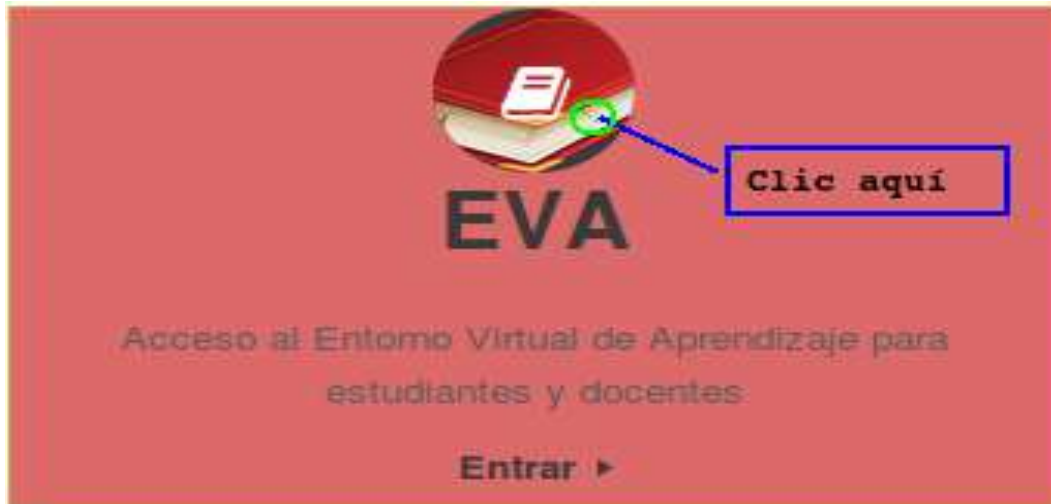 Clic aquí
EVA
Acceso al Entorno Virtual de Aprendizaje para
estudiantes y docentes
Entrar ▸